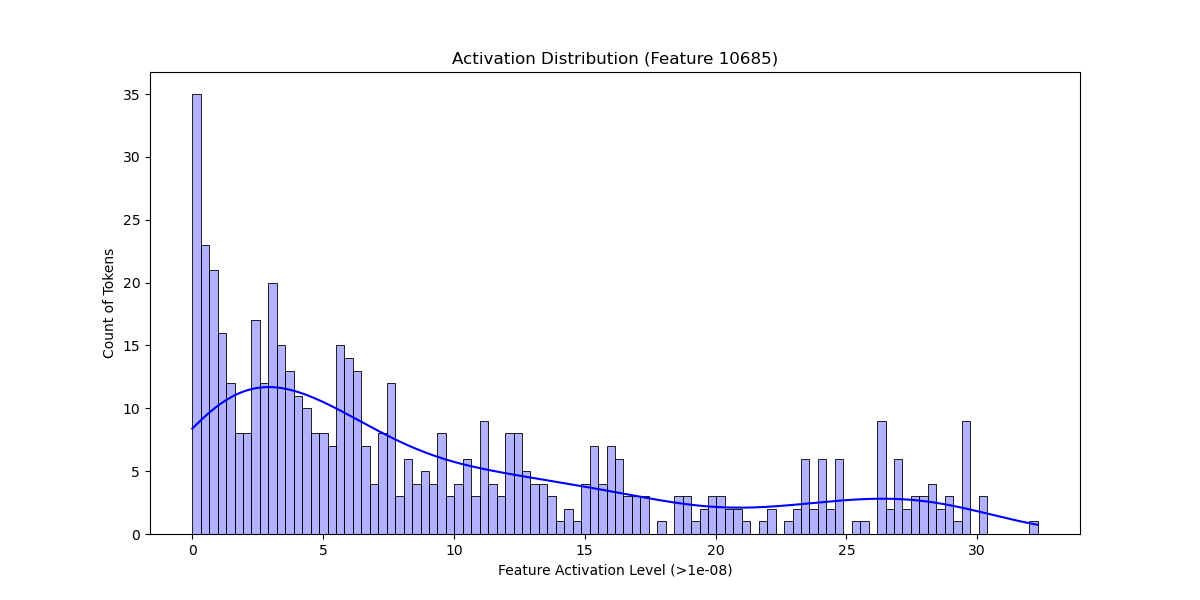 Activation Distribution (Feature 10685)
35
30
25
20
15
10
5
0
Count of Tokens
0 5 10 15 20 25 30
Feature Activation Level (>1e-08)